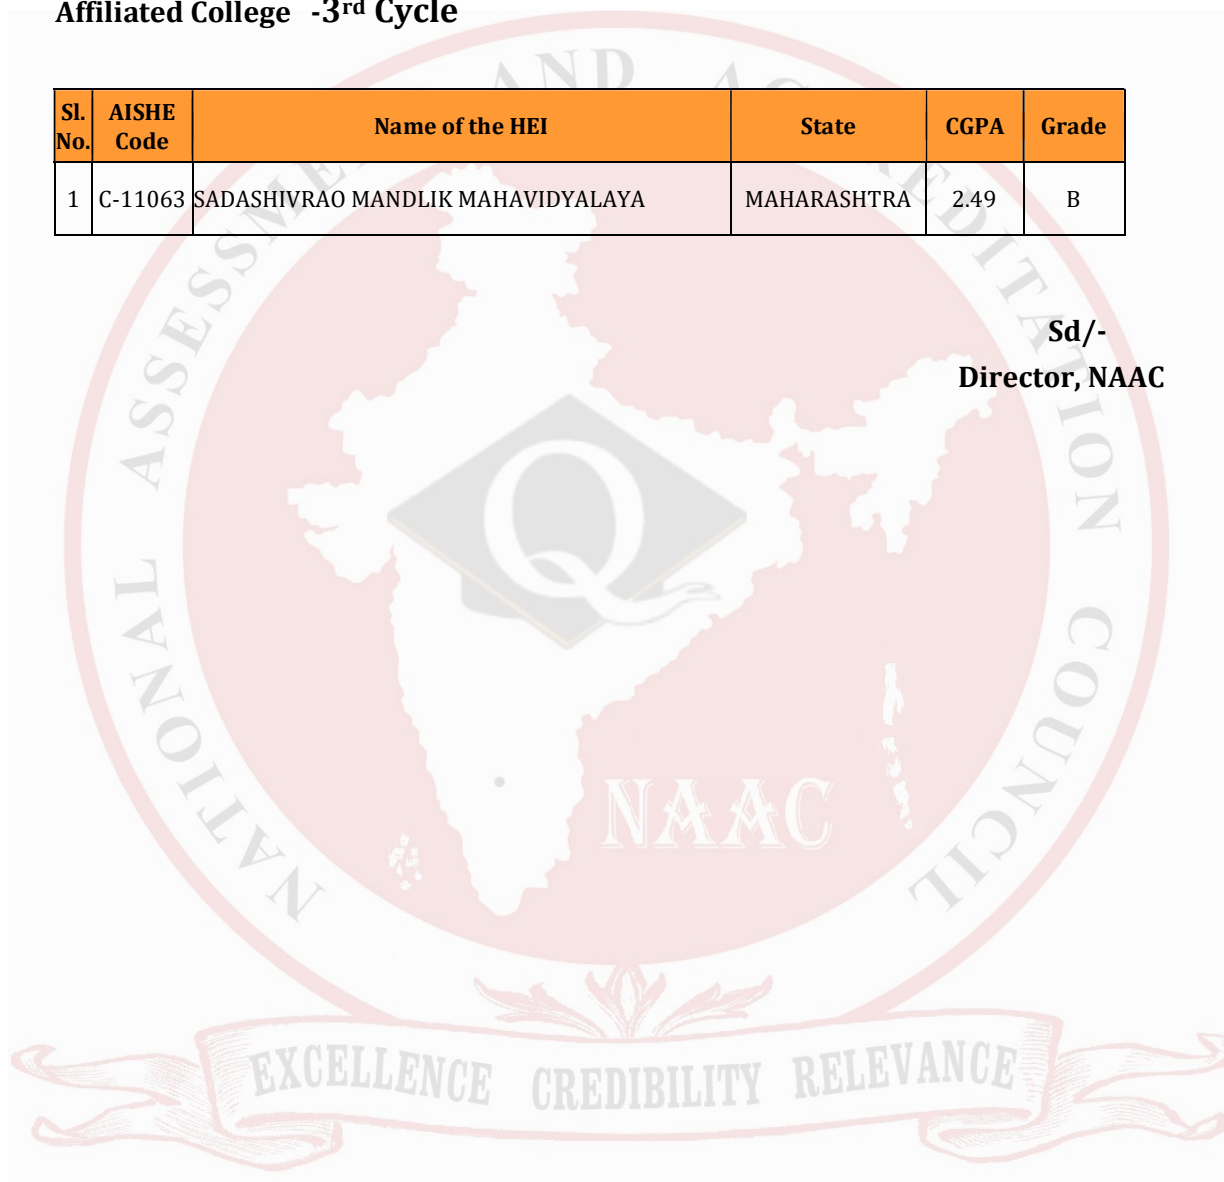 Affiliated College -3rd Cycle
Sl. No. AISHE Code Name of the HEI State CGPA Grade
1 C-11063 SADASHIVRAO MANDLIK MAHAVIDYALAYA MAHARASHTRA 2.49 B
Sd/-
Director, NAAC
NATIONAL ASSESSMENT AND ACCREDITATION COUNCIL
Q
NAAC
EXCELLENCE CREDIBILITY RELEVANCE